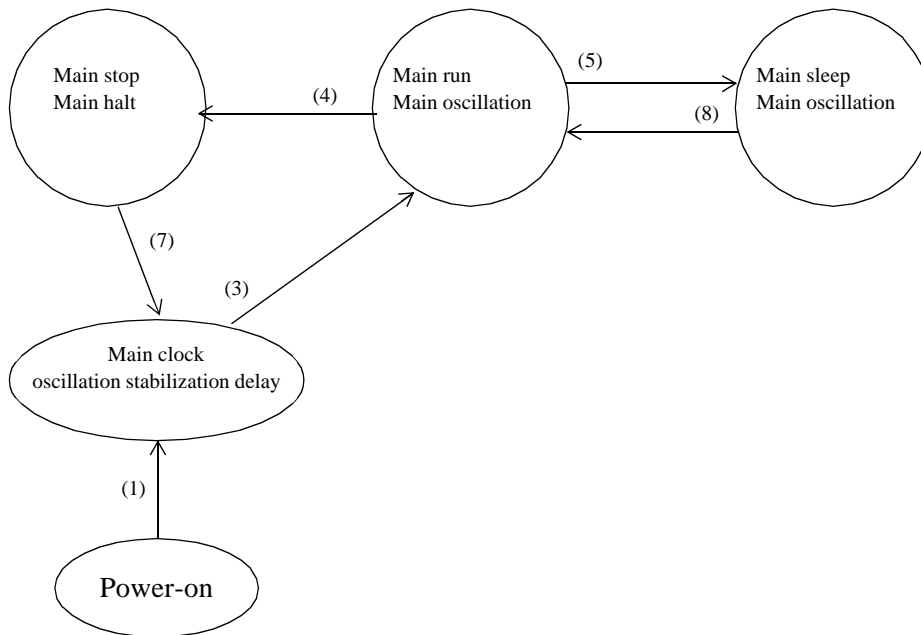 Main stop
Main halt
(4)
Main run
Main oscillation
(5)
(8)
Main sleep
Main oscillation
(7)
(3)
Main clock
oscillation stabilization delay
(1)
Power-on